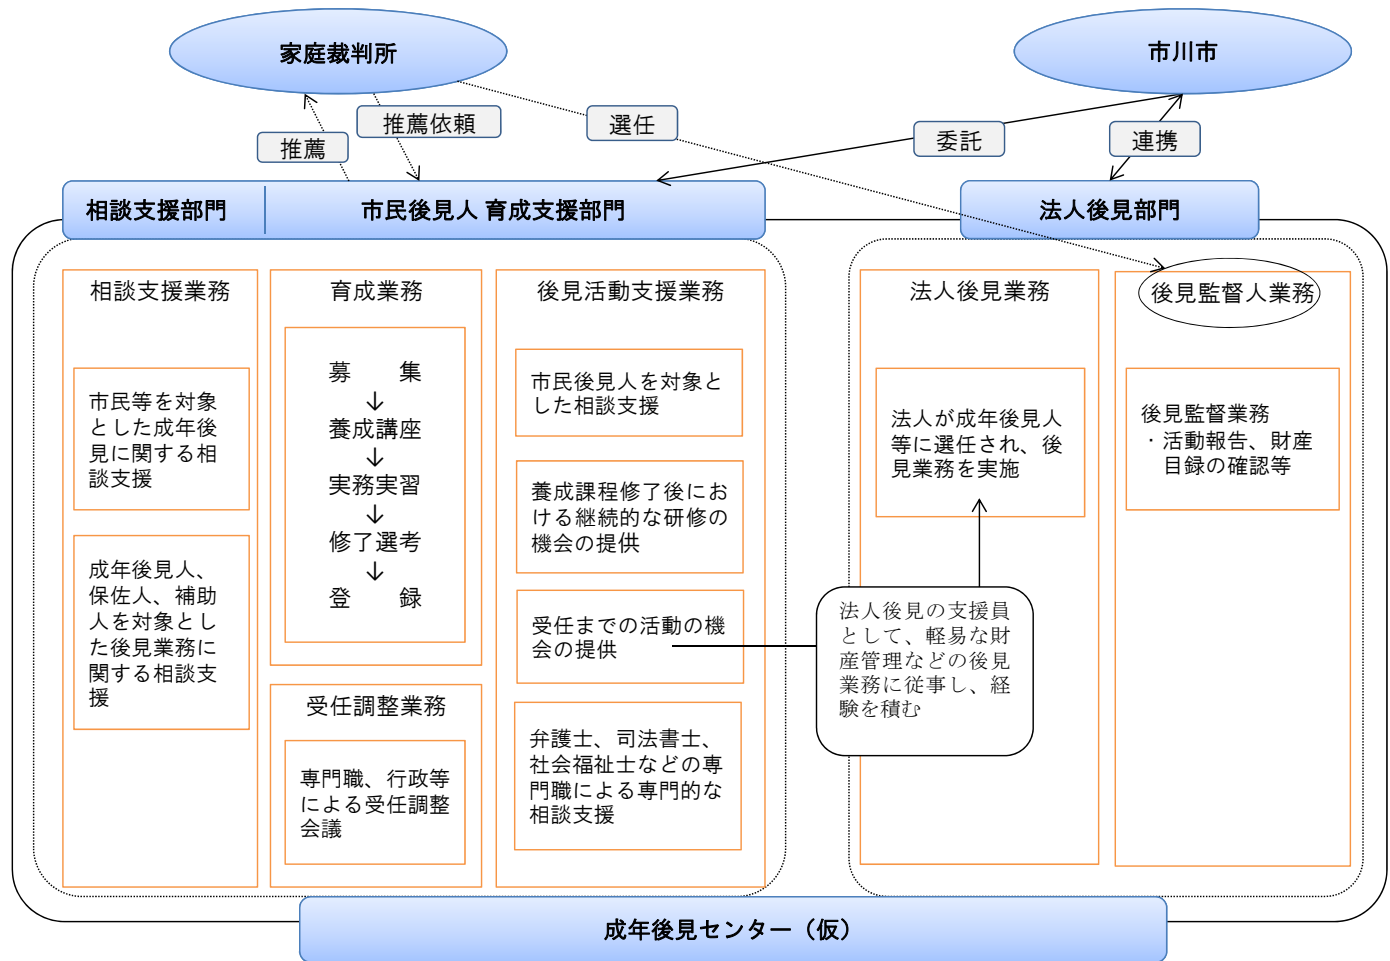 家庭裁判所
市川市
推薦
推薦依頼
選任
委託
連携
相談支援部門
市民後見人 育成支援部門
法人後見部門
相談支援業務
市民等を対象
とした成年後
見に関する相
談支援
成年後見人、
保佐人、補助
人を対象とし
た後見業務に
関する相談支
援
育成業務
募　　集
↓
養成講座
↓
実務実習
↓
修了選考
↓
登　　録
受任調整業務
専門職、行政等
による受任調整
会議
後見活動支援業務
市民後見人を対象と
した相談支援
養成課程修了後にお
ける継続的な研修の
機会の提供
受任までの活動の機
会の提供
弁護士、司法書士、
社会福祉士などの専
門職による専門的な
相談支援
法人後見の支援員
として、軽易な財
産管理などの後見
業務に従事し、経
験を積む
法人後見業務
法人が成年後見人
等に選任され、後
見業務を実施
後見監督人業務
後見監督業務
・活動報告、財産
目録の確認等
成年後見センター（仮）